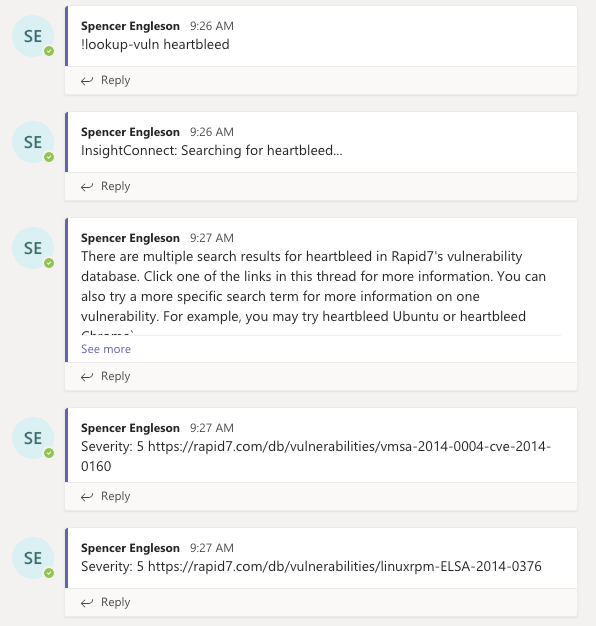 SE
Spencer Engleson 9:26 AM
!lookup-vuln heartbleed
Reply
SE
Spencer Engleson 9:26 AM
InsightConnect: Searching for heartbleed...
Reply
SE
Spencer Engleson 9:27 AM
There are multiple search results for heartbleed in Rapid7's vulnerability
database. Click one of the links in this thread for more information. You can
also try a more specific search term for more information on one
vulnerability. For example, you may try heartbleed Ubuntu or heartbleed
See more
Reply
SE
Spencer Engleson 9:27 AM
Severity: 5 https://rapid7.com/db/vulnerabilities/vmsa-2014-0004-cve-2014-
0160
Reply
SE
Spencer Engleson 9:27 AM
Severity: 5 https://rapid7.com/db/vulnerabilities/linuxrpm-ELSA-2014-0376
Reply